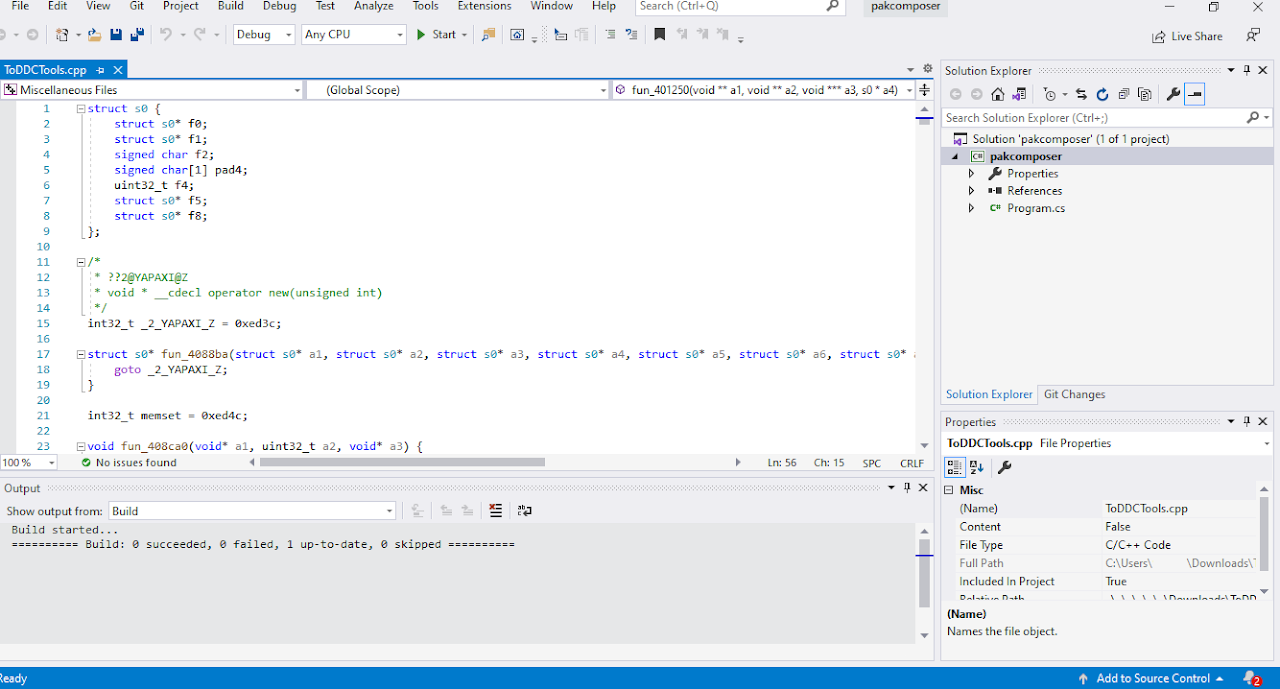 File Edit View Git Project Build Debug Test Analyze Tools Extensions Window Help Search (Ctrl+Q) pakcomposer
Debug Any CPU Start Live Share
ToDDCTools.cpp
Miscellaneous Files (Global Scope) fun_401250(void ** a1, void ** a2, void *** a3, s0 * a4)
1 struct s0 {
2 struct s0* f0;
3 struct s0* f1;
4 signed char f2;
5 signed char[1] pad4;
6 uint32_t f4;
7 struct s0* f5;
8 struct s0* f8;
9 };
10
11 /*
12 * ??2@YAPAXI@Z
13 * void * __cdecl operator new(unsigned int)
14 */
15 int32_t _2_YAPAXI_Z = 0xed3c;
16
17 struct s0* fun_4088ba(struct s0* a1, struct s0* a2, struct s0* a3, struct s0* a4, struct s0* a5, struct s0* a6, struct s0*
18 goto _2_YAPAXI_Z;
19 }
20
21 int32_t memset = 0xed4c;
22
23 void fun_408ca0(void* a1, uint32_t a2, void* a3) {
100 % No issues found Ln: 56 Ch: 15 SPC CRLF
Output
Show output from: Build
Build started...
========== Build: 0 succeeded, 0 failed, 1 up-to-date, 0 skipped ==========
Solution Explorer
Search Solution Explorer (Ctrl+;)
Solution 'pakcomposer' (1 of 1 project)
C# pakcomposer
Properties
References
C# Program.cs
Solution Explorer Git Changes
Properties
ToDDCTools.cpp File Properties
Misc
(Name) ToDDCTools.cpp
Content False
File Type C/C++ Code
Full Path C:\Users\ \Downloads\
Included In Project True
Relative Path ..\..\..\..\..\Downloads\ToDD
(Name)
Names the file object.
Ready Add to Source Control 2